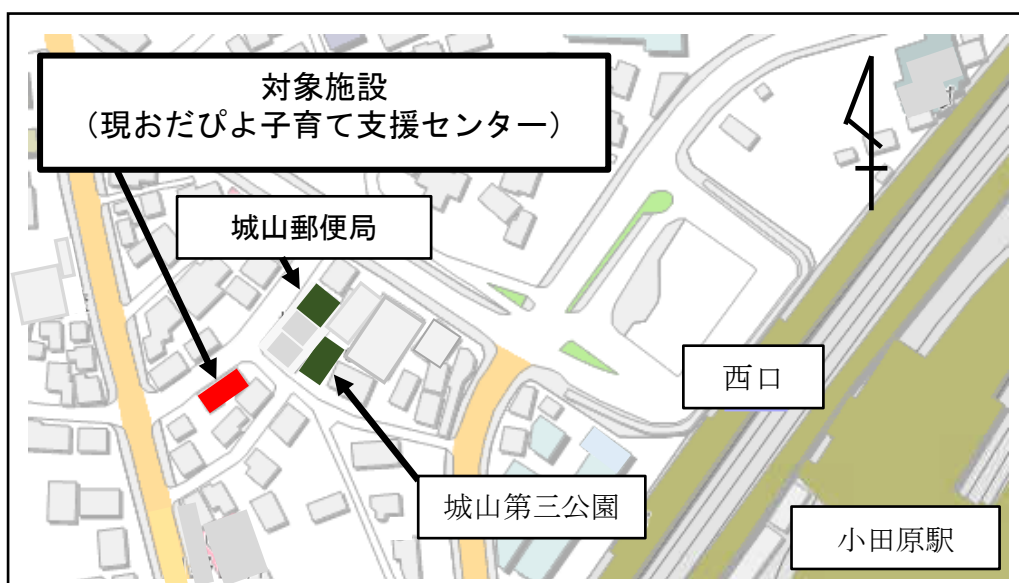 対象施設
(現おだぴよ子育て支援センター)
城山郵便局
西口
城山第三公園
小田原駅